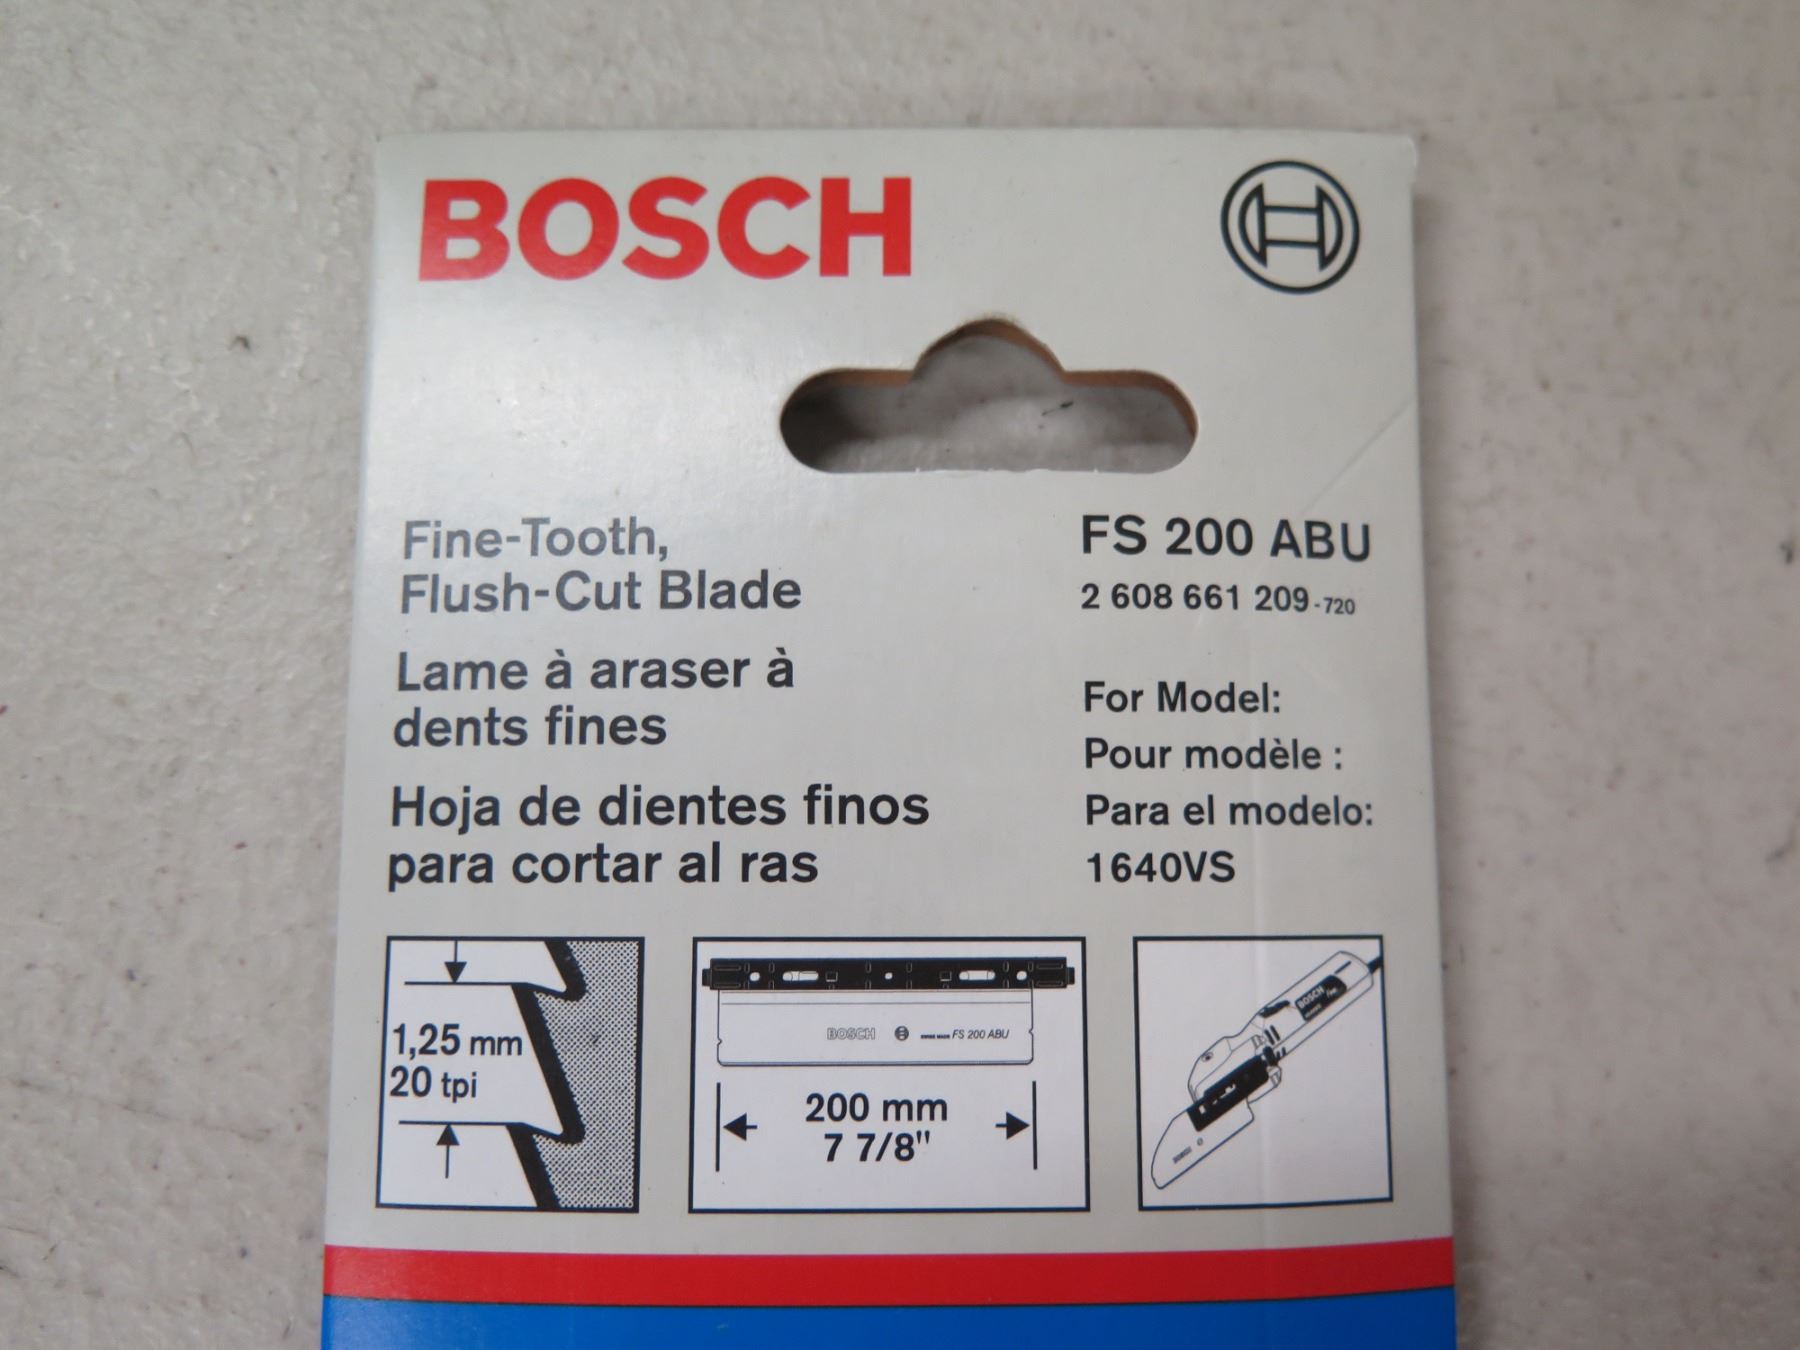 BOSCH
Fine-Tooth,
Flush-Cut Blade
Lame à araser à
dents fines
Hoja de dientes finos
para cortar al ras
FS 200 ABU
2 608 661 209-720
For Model:
Pour modèle :
Para el modelo:
1640VS
1,25 mm
20 tpi
BOSCH
FS 200 ABU
200 mm
7 7/8"
BOSCH